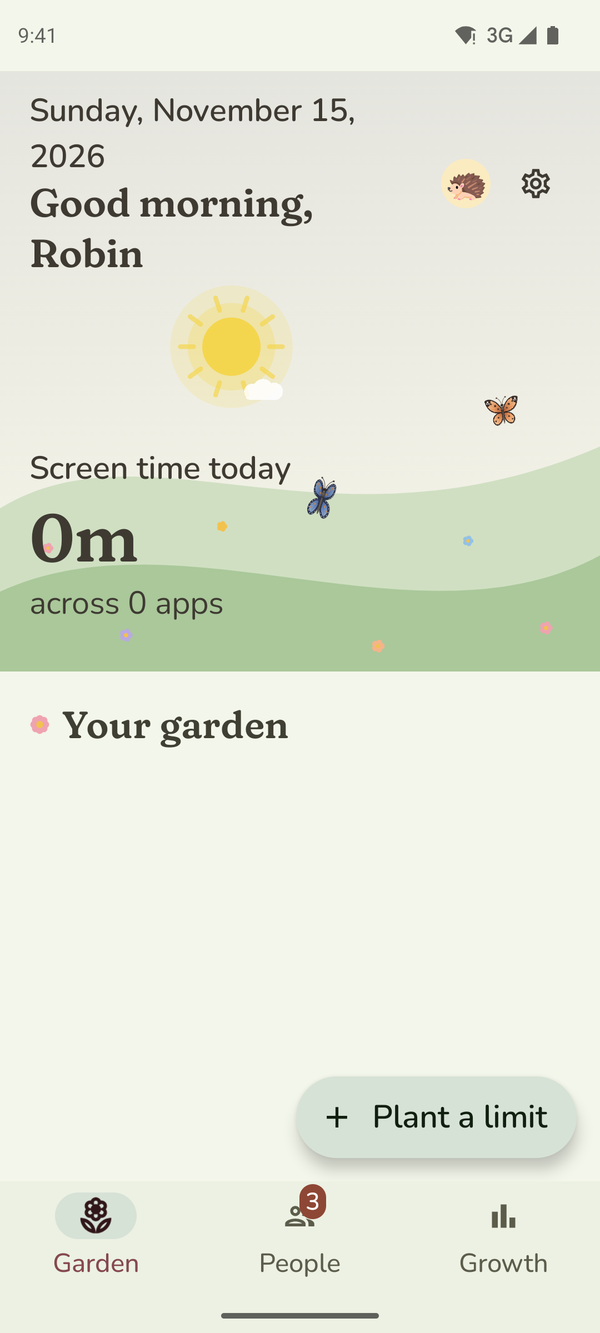 9:41
3G
Sunday, November 15,
2026
Good morning,
Robin
Screen time today
0m
across 0 apps
Your garden
+ Plant a limit
3
Garden
People
Growth